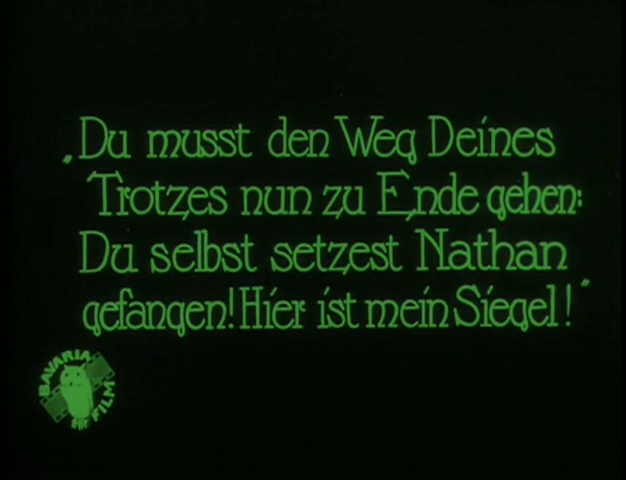 „Du musst den Weg Deines
Trotzes nun zu Ende gehen:
Du selbst setzest Nathan
gefangen! Hier ist mein Siegel!“
BAVARIA
FILM